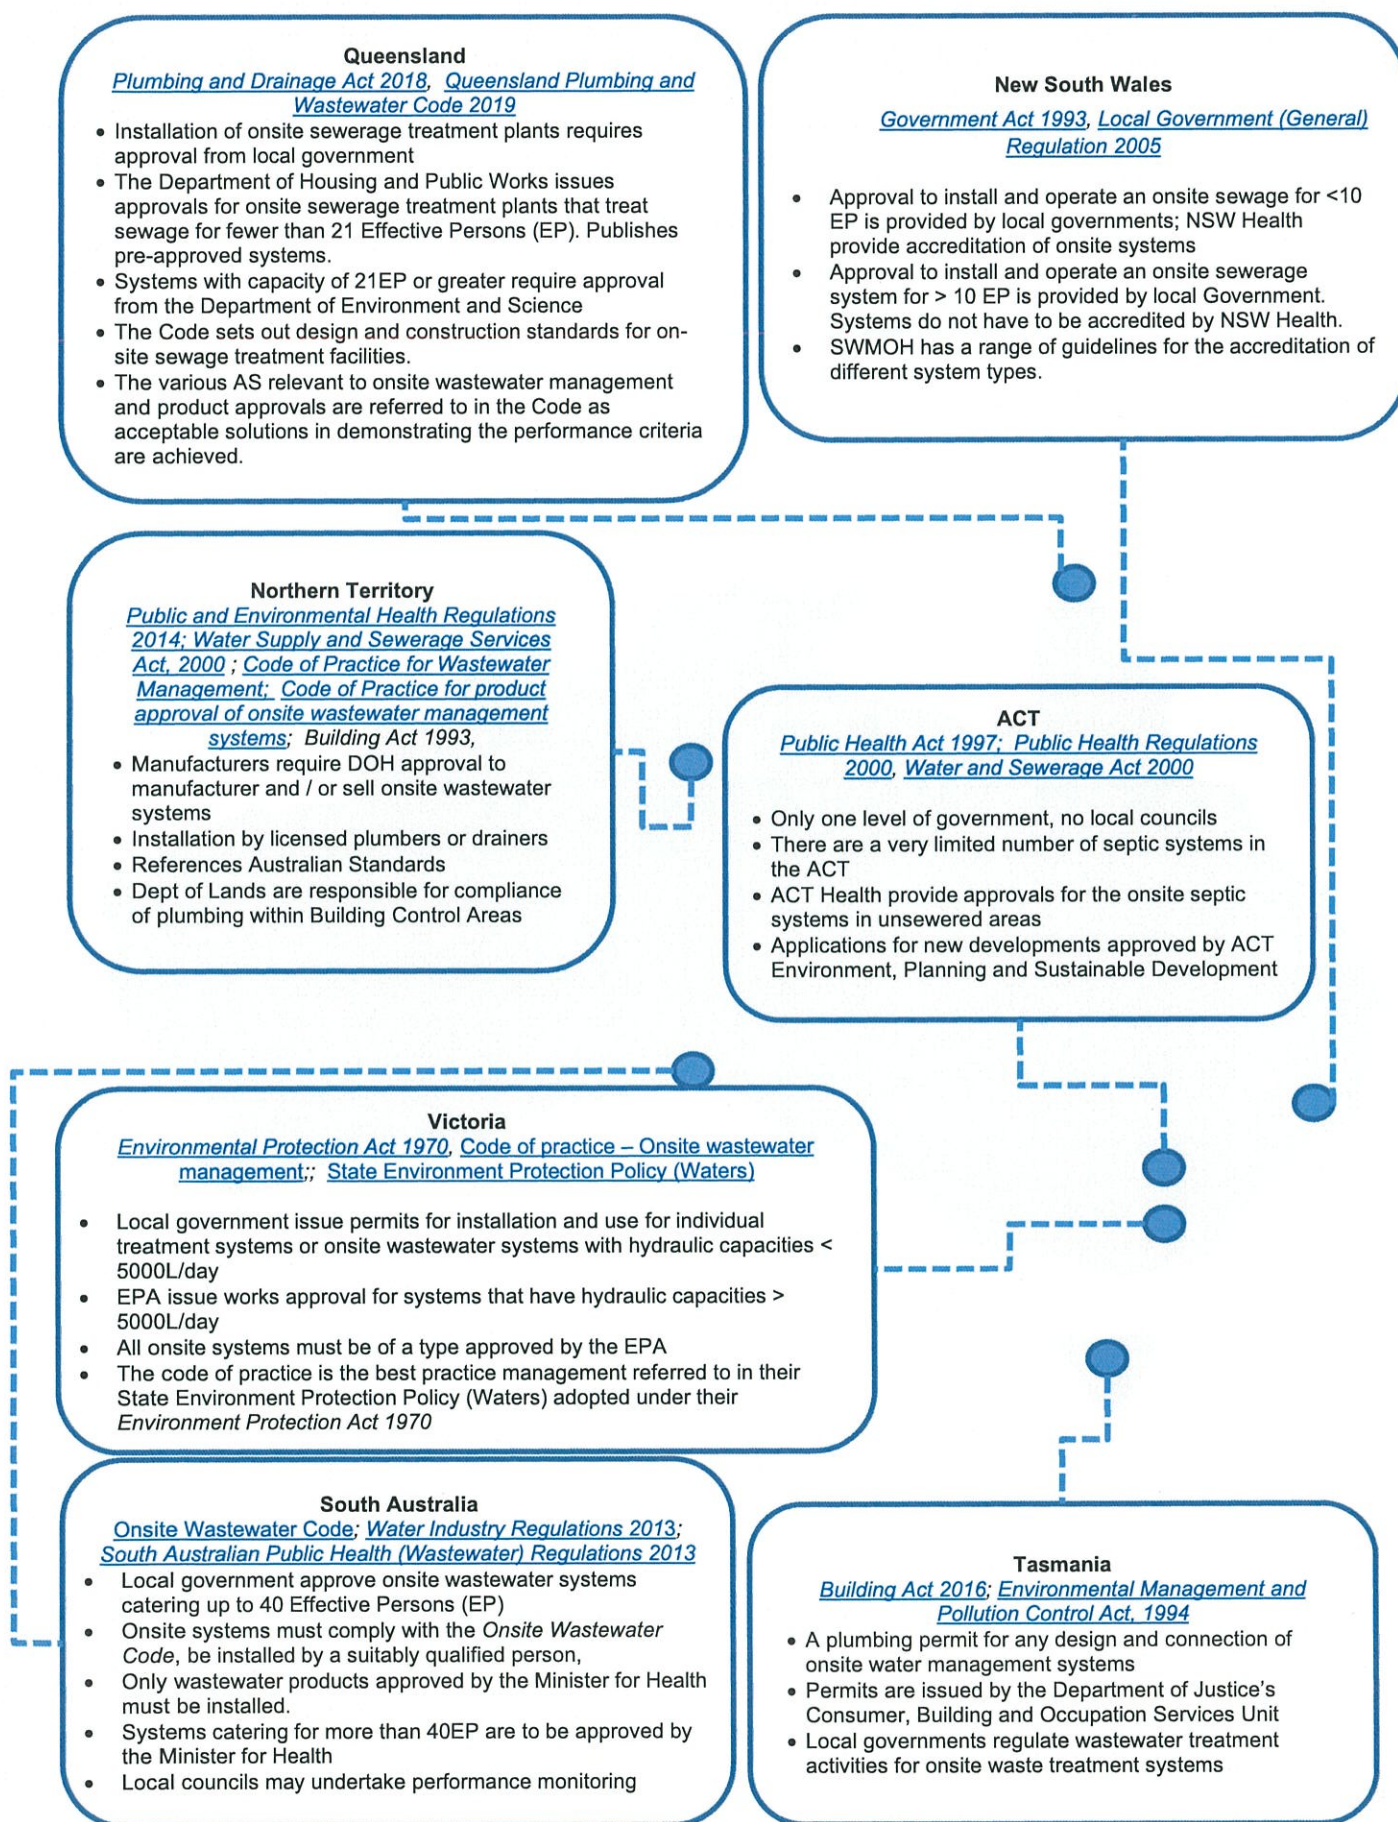 Queensland
Plumbing and Drainage Act 2018, Queensland Plumbing and
Wastewater Code 2019
• Installation of onsite sewerage treatment plants requires
approval from local government
• The Department of Housing and Public Works issues
approvals for onsite sewerage treatment plants that treat
sewage for fewer than 21 Effective Persons (EP). Publishes
pre-approved systems.
• Systems with capacity of 21EP or greater require approval
from the Department of Environment and Science
• The Code sets out design and construction standards for on-
site sewage treatment facilities.
• The various AS relevant to onsite wastewater management
and product approvals are referred to in the Code as
acceptable solutions in demonstrating the performance criteria
are achieved.
New South Wales
Government Act 1993, Local Government (General)
Regulation 2005
• Approval to install and operate an onsite sewage for <10
EP is provided by local governments; NSW Health
provide accreditation of onsite systems
• Approval to install and operate an onsite sewerage
system for > 10 EP is provided by local Government.
Systems do not have to be accredited by NSW Health.
• SWMOH has a range of guidelines for the accreditation of
different system types.
Northern Territory
Public and Environmental Health Regulations
2014; Water Supply and Sewerage Services
Act, 2000 ; Code of Practice for Wastewater
Management; Code of Practice for product
approval of onsite wastewater management
systems; Building Act 1993,
• Manufacturers require DOH approval to
manufacturer and / or sell onsite wastewater
systems
• Installation by licensed plumbers or drainers
• References Australian Standards
• Dept of Lands are responsible for compliance
of plumbing within Building Control Areas
ACT
Public Health Act 1997; Public Health Regulations
2000, Water and Sewerage Act 2000
• Only one level of government, no local councils
• There are a very limited number of septic systems in
the ACT
• ACT Health provide approvals for the onsite septic
systems in unsewered areas
• Applications for new developments approved by ACT
Environment, Planning and Sustainable Development
Victoria
Environmental Protection Act 1970, Code of practice – Onsite wastewater
management;; State Environment Protection Policy (Waters)
• Local government issue permits for installation and use for individual
treatment systems or onsite wastewater systems with hydraulic capacities <
5000L/day
• EPA issue works approval for systems that have hydraulic capacities >
5000L/day
• All onsite systems must be of a type approved by the EPA
• The code of practice is the best practice management referred to in their
State Environment Protection Policy (Waters) adopted under their
Environment Protection Act 1970
South Australia
Onsite Wastewater Code; Water Industry Regulations 2013;
South Australian Public Health (Wastewater) Regulations 2013
• Local government approve onsite wastewater systems
catering up to 40 Effective Persons (EP)
• Onsite systems must comply with the Onsite Wastewater
Code, be installed by a suitably qualified person,
• Only wastewater products approved by the Minister for Health
must be installed.
• Systems catering for more than 40EP are to be approved by
the Minister for Health
• Local councils may undertake performance monitoring
Tasmania
Building Act 2016; Environmental Management and
Pollution Control Act, 1994
• A plumbing permit for any design and connection of
onsite water management systems
• Permits are issued by the Department of Justice's
Consumer, Building and Occupation Services Unit
• Local governments regulate wastewater treatment
activities for onsite waste treatment systems